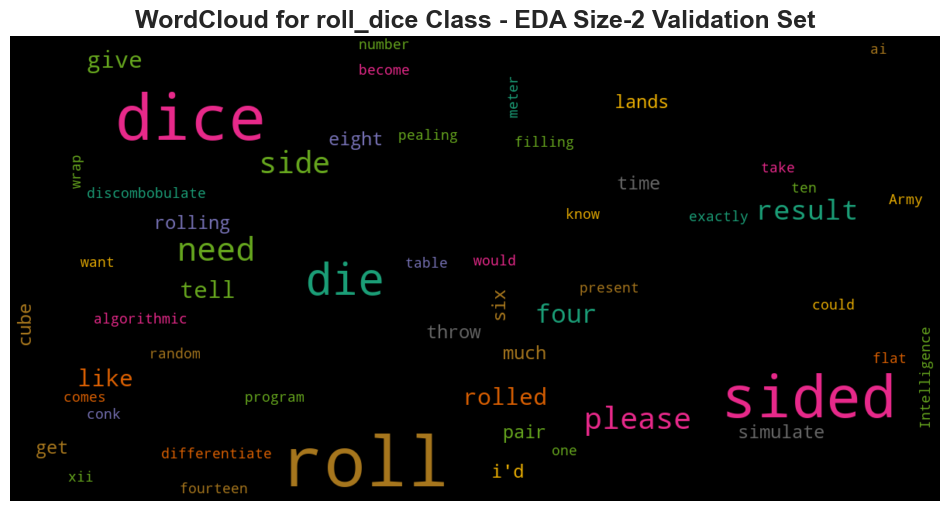 WordCloud for roll_dice Class - EDA Size-2 Validation Set
number
ai
give
become
meter
lands
dice
eight
pealing
filling
side
wrap
take
time
discombobulate
ten
Army
result
know
exactly
rolling
need
want
table
would
die
tell
present
six
could
four
cube
algorithmic
throw
random
much
flat
Intelligence
like
sided
comes
program
rolled
please
conk
pair
simulate
get
differentiate
one
roll
i'd
xii
fourteen